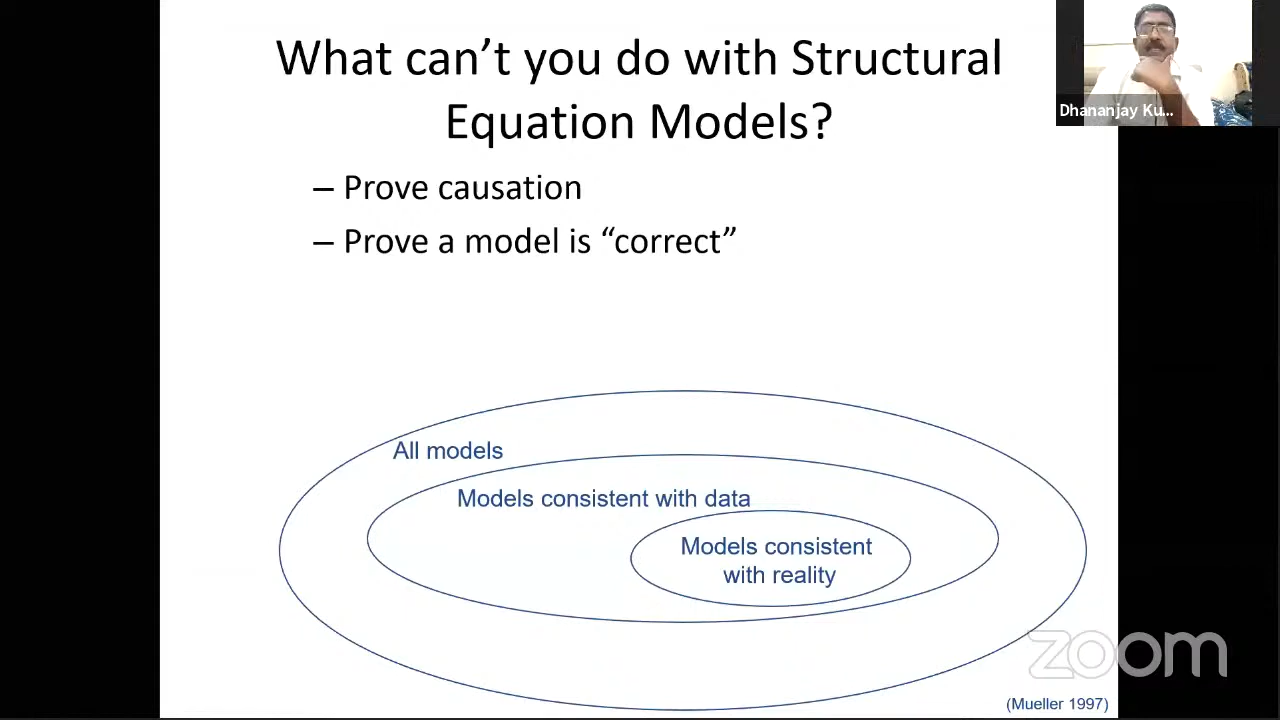 What can’t you do with Structural
Equation Models?
– Prove causation
– Prove a model is “correct”
All models
Models consistent with data
Models consistent
with reality
(Mueller 1997)
Dhananjay Ku...
zoom